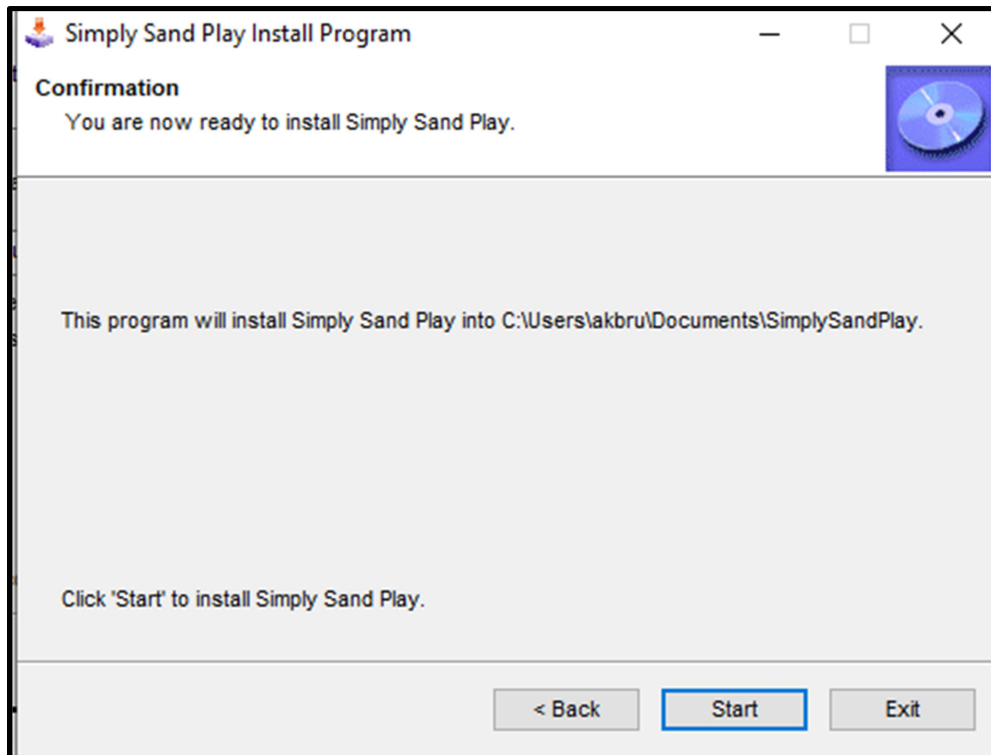 Simply Sand Play Install Program
Confirmation
You are now ready to install Simply Sand Play.
This program will install Simply Sand Play into C:\Users\akbru\Documents\SimplySandPlay.
Click 'Start' to install Simply Sand Play.
< Back
Start
Exit